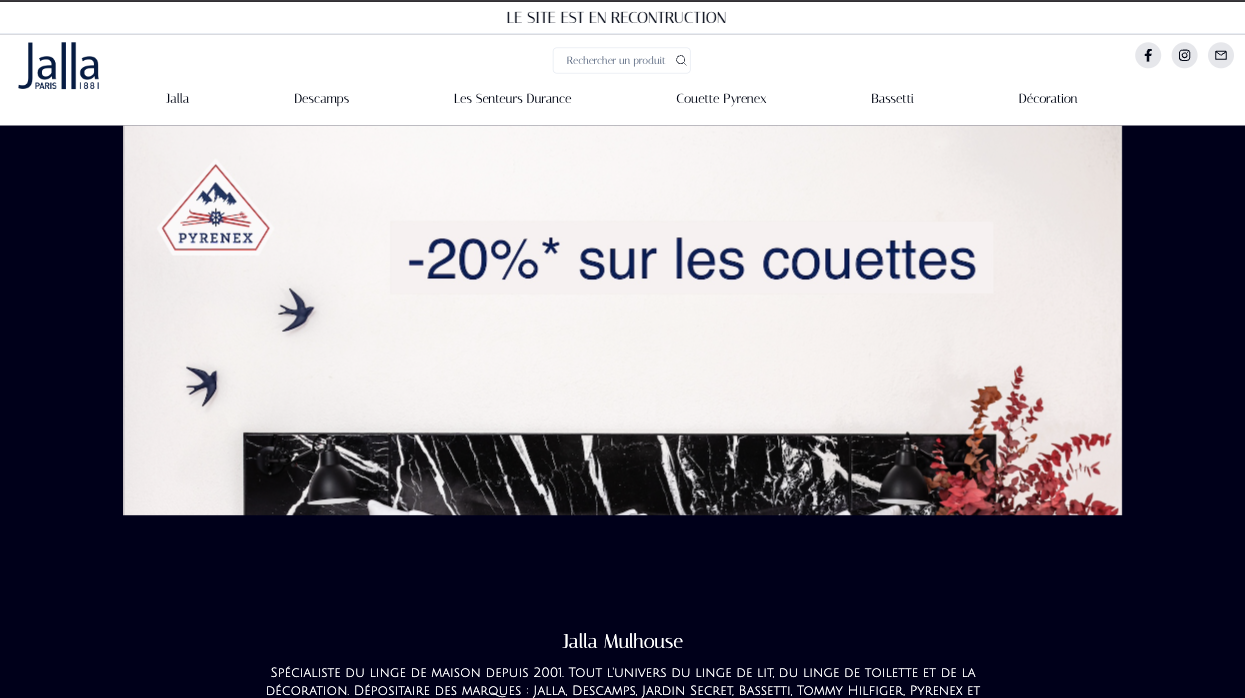 LE SITE EST EN RECONTRUCTION
Jalla
PARIS 1881
Rechercher un produit
Jalla
Descamps
Les Senteurs Durance
Couette Pyrenex
Bassetti
Décoration
PYRENEX
-20%* sur les couettes
Jalla Mulhouse
Spécialiste du linge de maison depuis 2001. Tout l'univers du linge de lit, du linge de toilette et de la
décoration. Dépositaire des marques : Jalla, Descamps, Jardin Secret, Bassetti, Tommy Hilfiger, Pyrenex et